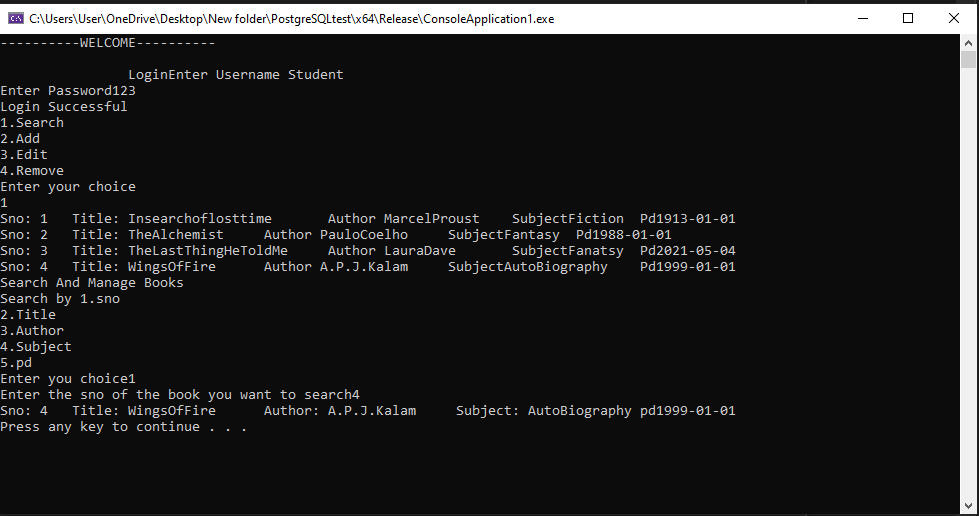 C:\Users\User\OneDrive\Desktop\New folder\PostgreSQLtest\x64\Release\ConsoleApplication1.exe
----------WELCOME----------
LoginEnter Username Student
Enter Password123
Login Successful
1.Search
2.Add
3.Edit
4.Remove
Enter your choice
1
Sno: 1   Title: Insearchoflosttime       Author MarcelProust    SubjectFiction  Pd1913-01-01
Sno: 2   Title: TheAlchemist     Author PauloCoelho     SubjectFantasy  Pd1988-01-01
Sno: 3   Title: TheLastThingHeToldMe     Author LauraDave       SubjectFanatsy  Pd2021-05-04
Sno: 4   Title: WingsOfFire      Author A.P.J.Kalam     SubjectAutoBiography    Pd1999-01-01
Search And Manage Books
Search by 1.sno
2.Title
3.Author
4.Subject
5.pd
Enter you choice1
Enter the sno of the book you want to search4
Sno: 4   Title: WingsOfFire      Author: A.P.J.Kalam     Subject: AutoBiography pd1999-01-01
Press any key to continue . . .